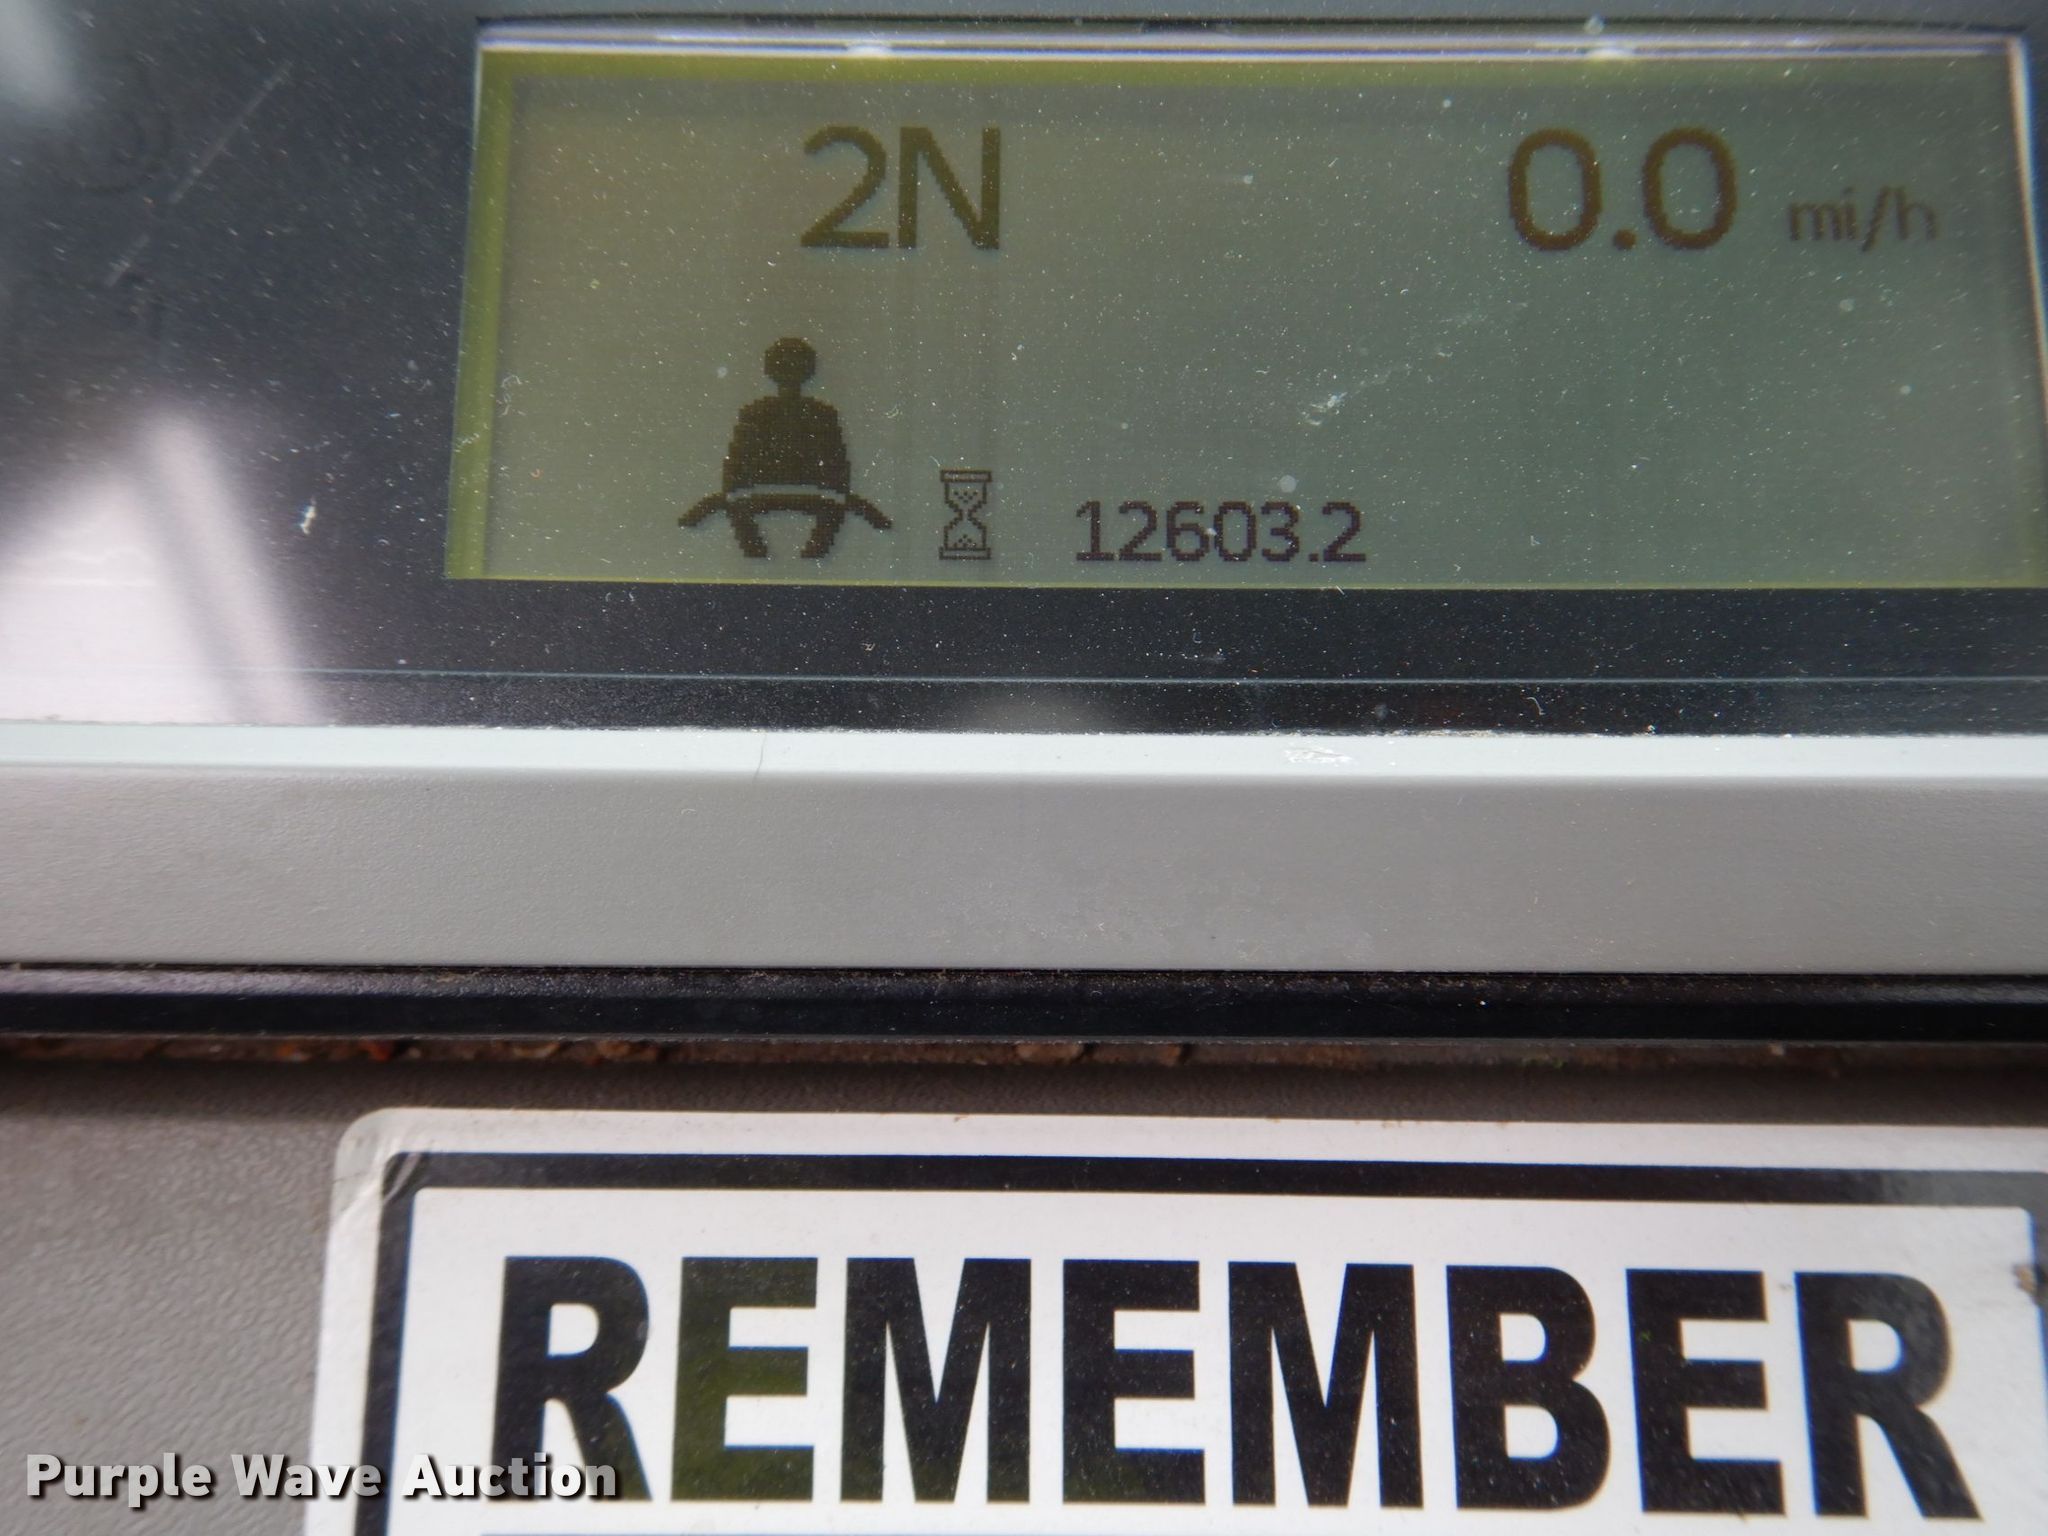 2N 0.0 mi/h
12603.2
REMEMBER
Purple Wave Auction